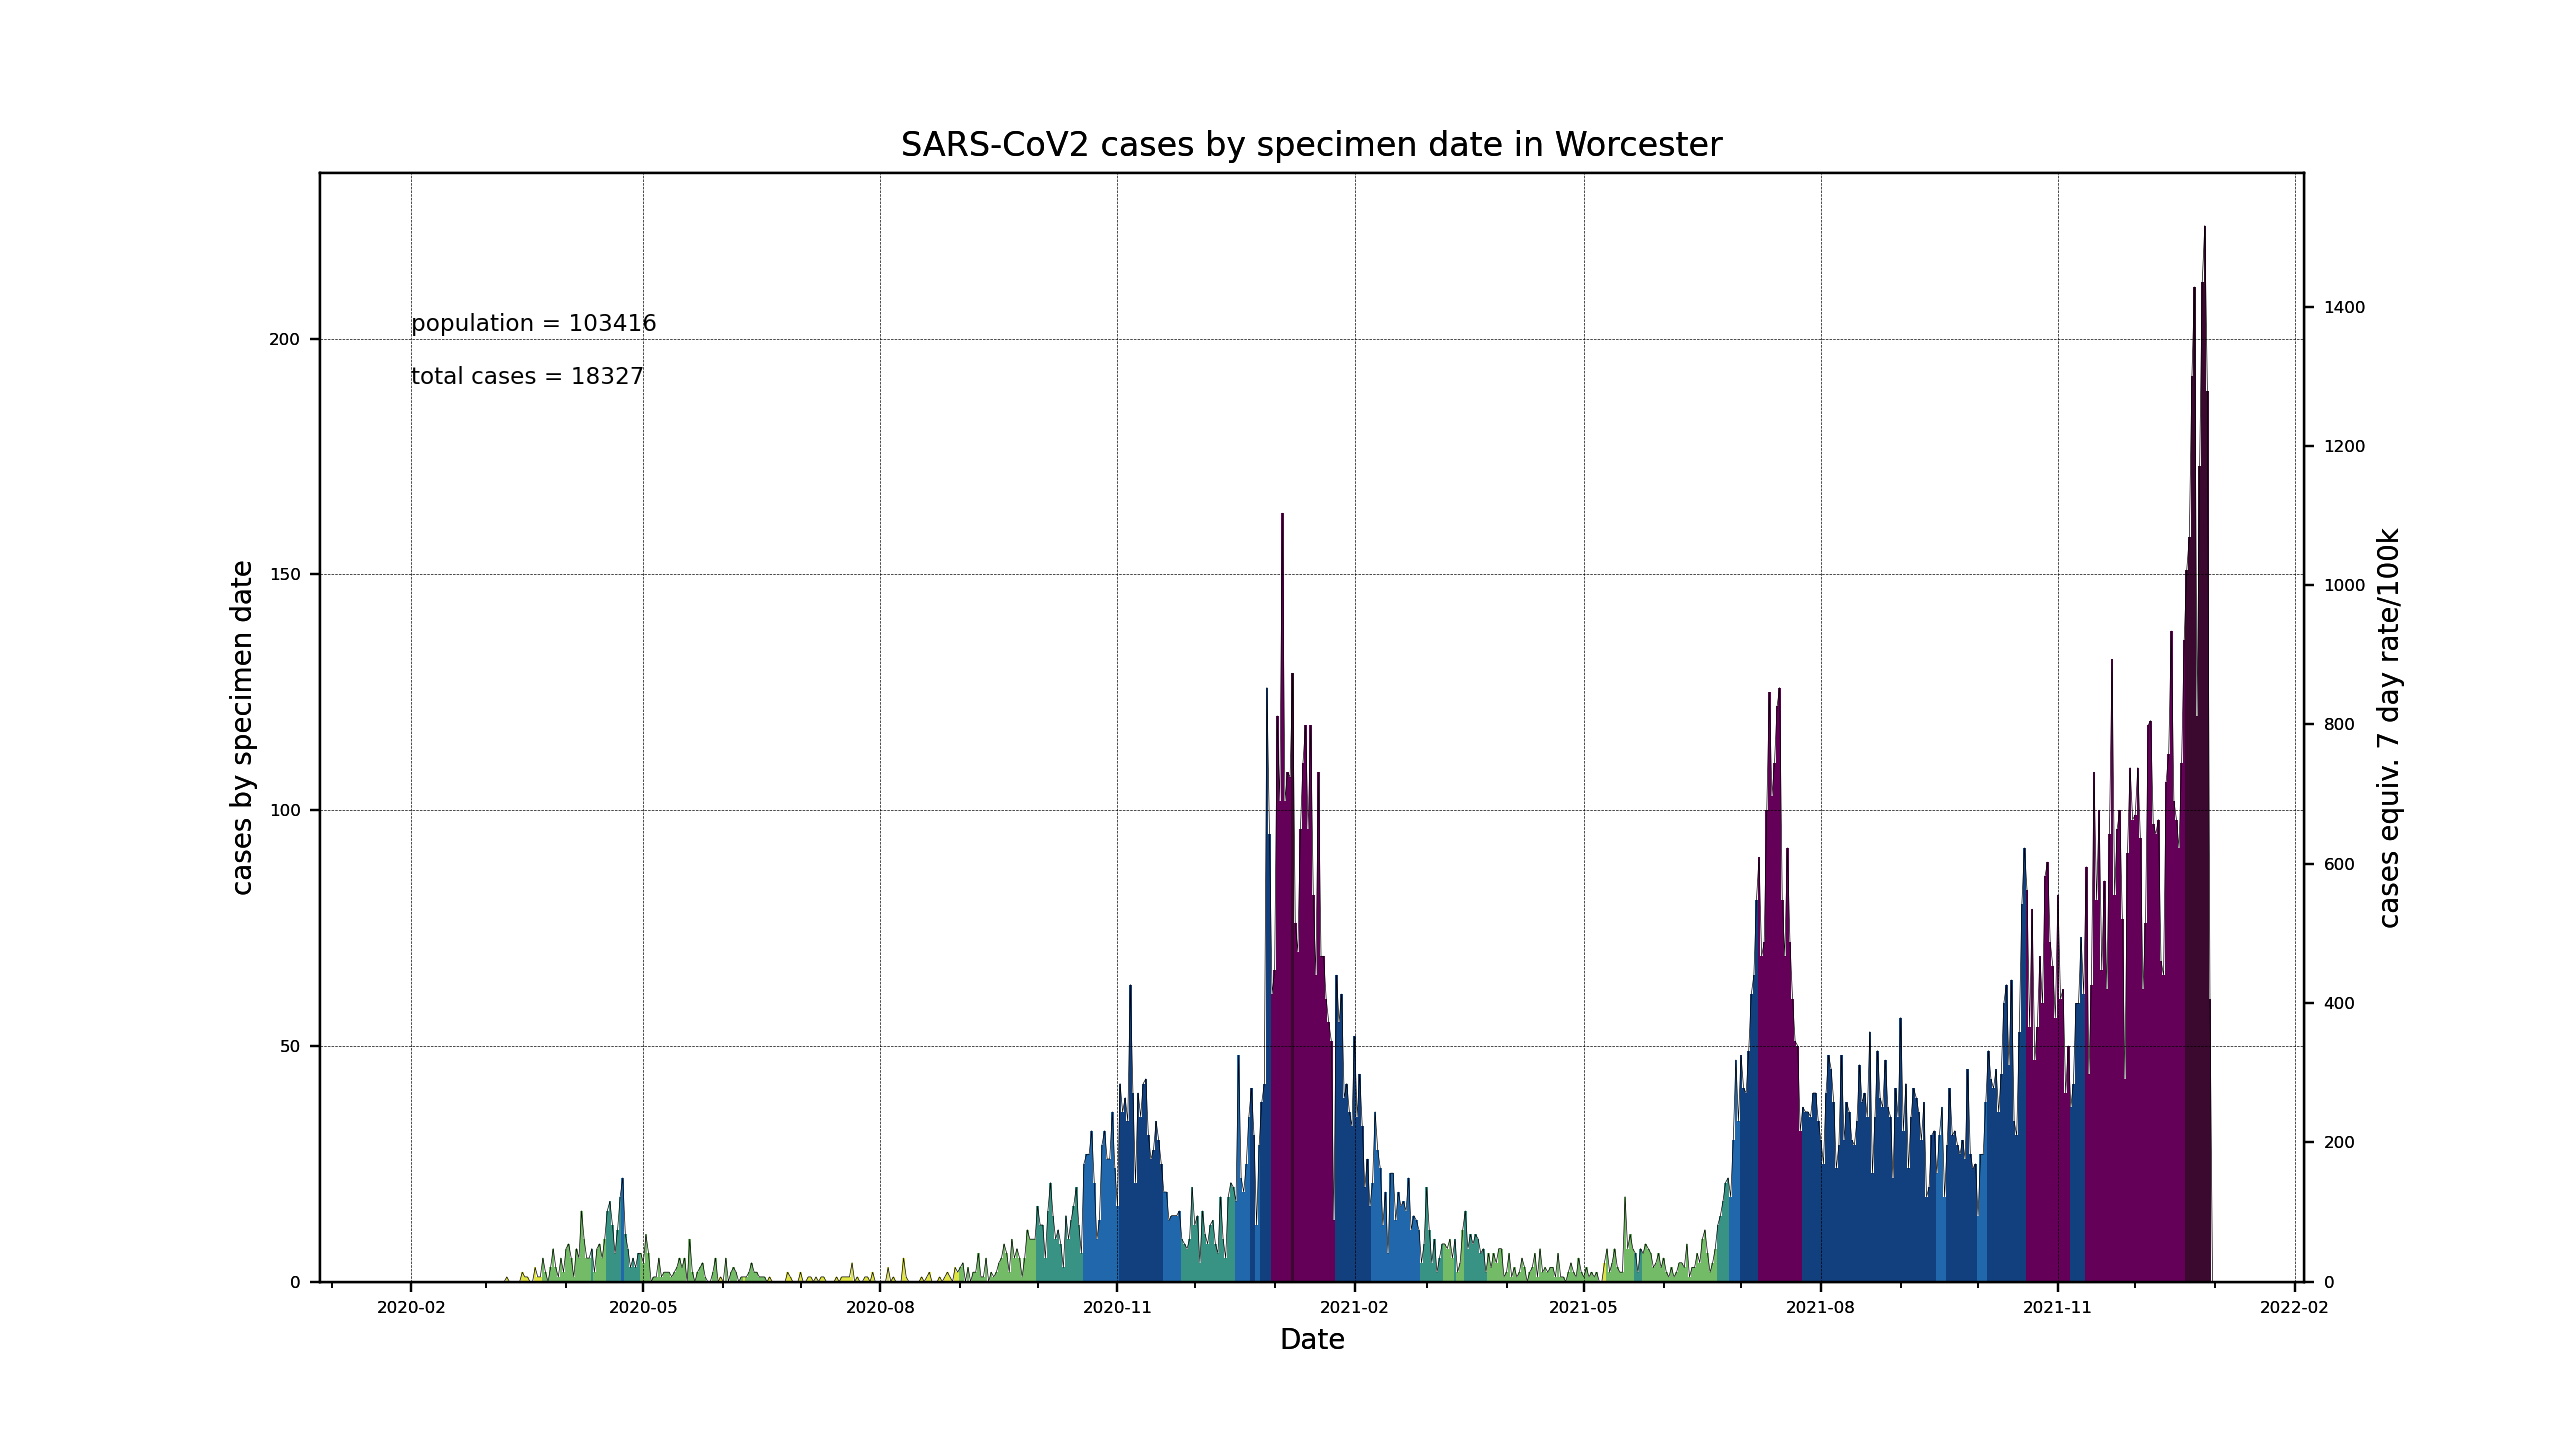 SARS-CoV2 cases by specimen date in Worcester
population = 103416
total cases = 18327
cases by specimen date
200
150
100
50
0
1400
1200
1000
800
600
400
200
0
cases equiv. 7 day rate/100k
2020-02 2020-05 2020-08 2020-11 2021-02 2021-05 2021-08 2021-11 2022-02
Date